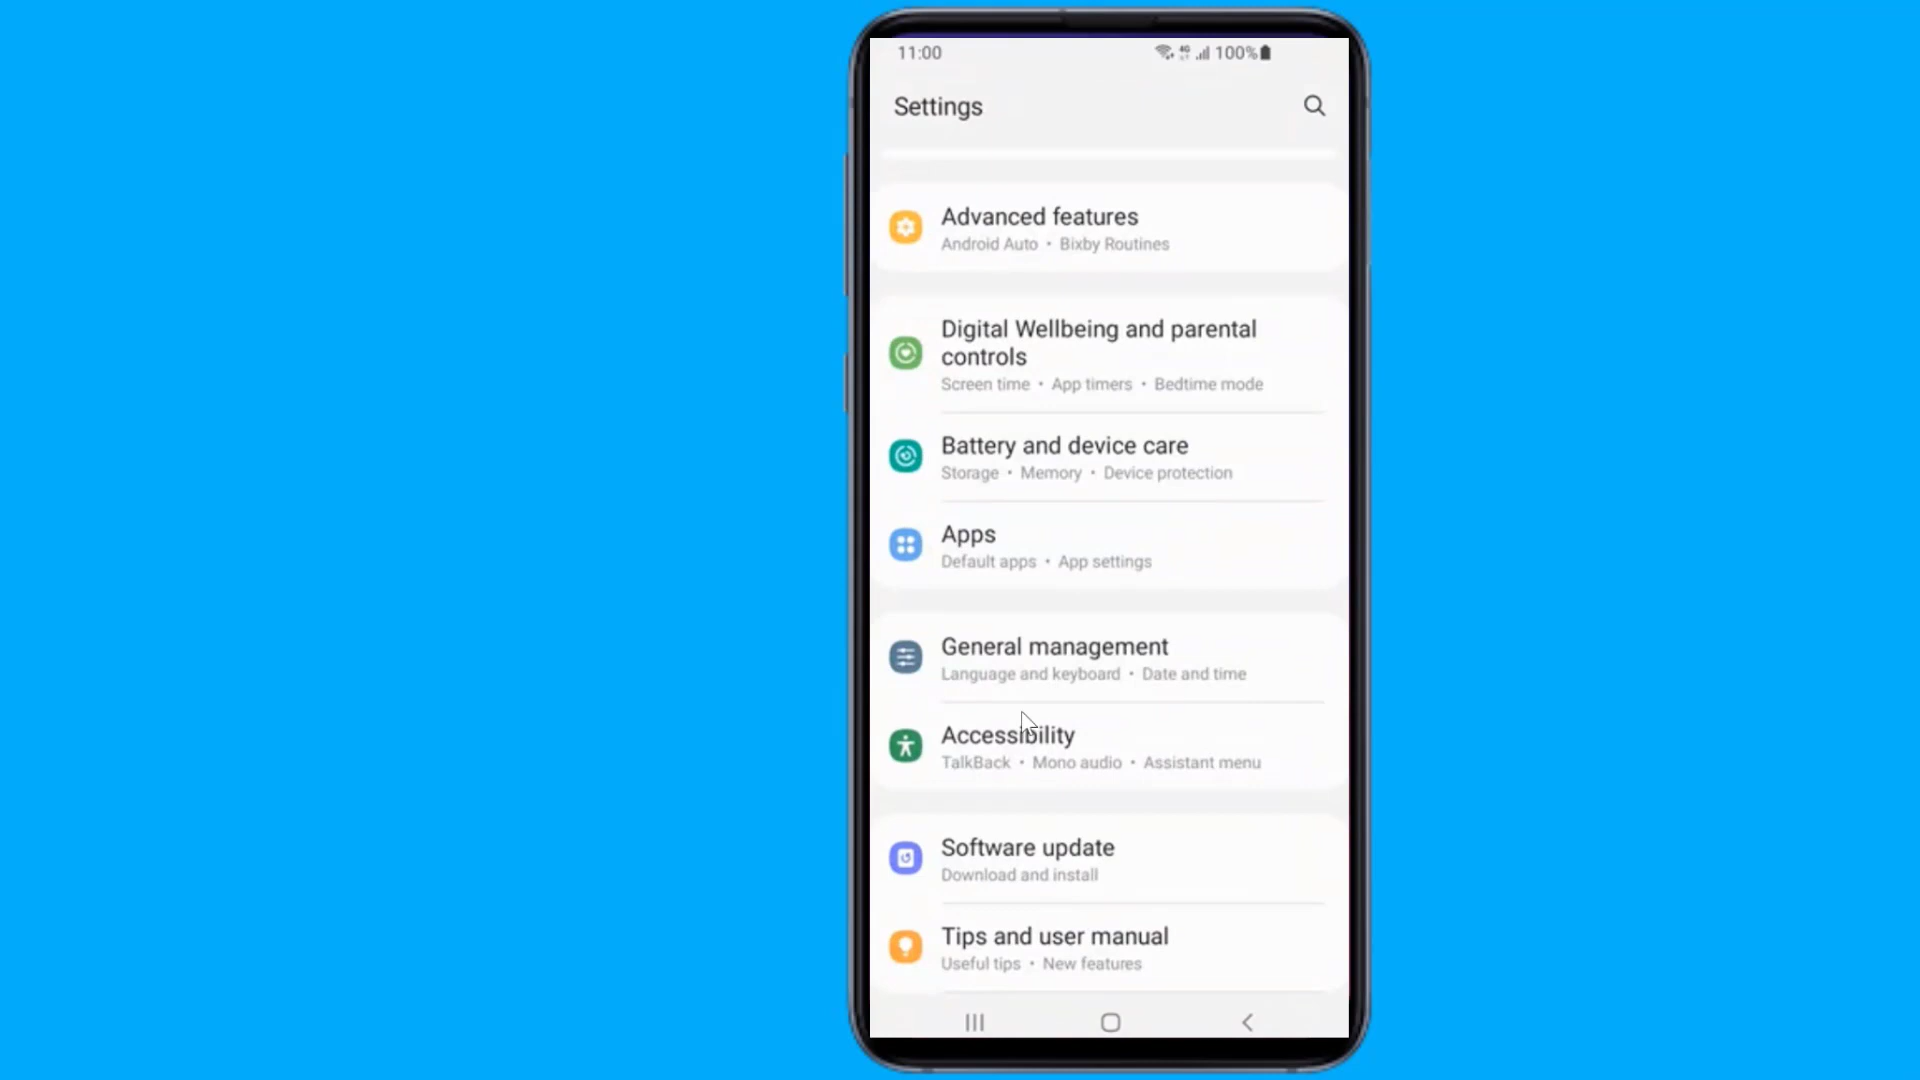 11:00 4G 100%
Settings
Advanced features
Android Auto • Bixby Routines
Digital Wellbeing and parental
controls
Screen time • App timers • Bedtime mode
Battery and device care
Storage • Memory • Device protection
Apps
Default apps • App settings
General management
Language and keyboard • Date and time
Accessibility
TalkBack • Mono audio • Assistant menu
Software update
Download and install
Tips and user manual
Useful tips • New features